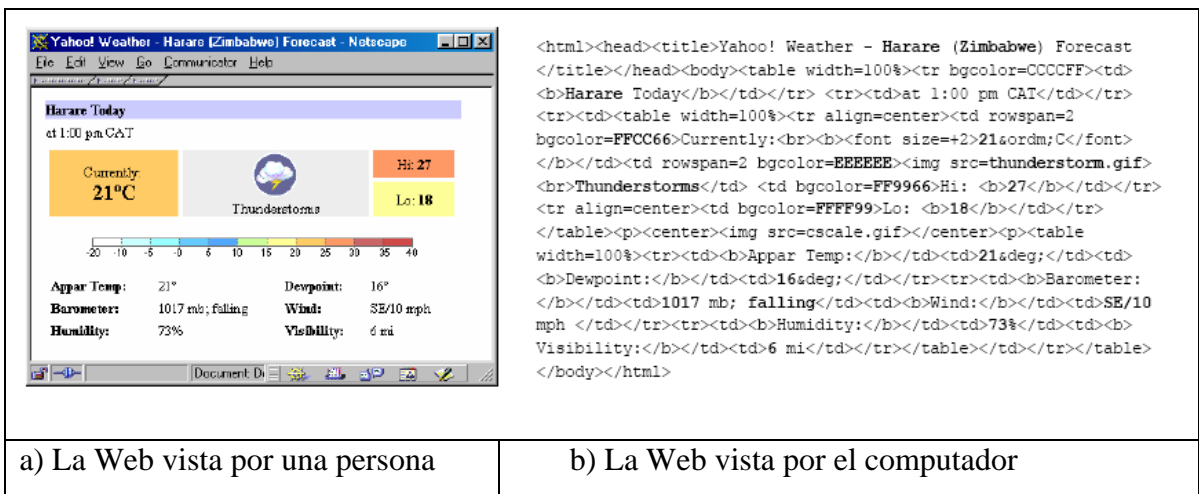 Yahoo! Weather - Harare (Zimbabwe) Forecast - Netscape
File Edit View Go Communicator Help
Harare Today
at 1:00 pm CAT
Currently:
21°C
Thunderstorms
Hi: 27
Lo: 18
-20 -10 -5 -0 5 10 15 20 25 30 35 40
Appar Temp: 21° Dewpoint: 16°
Barometer: 1017 mb; falling Wind: SE/10 mph
Humidity: 73% Visibility: 6 mi
Document: D
<html><head><title>Yahoo! Weather - Harare (Zimbabwe) Forecast
</title></head><body><table width=100%><tr bgcolor=CCCCFF><td>
<b>Harare Today</b></td></tr> <tr><td>at 1:00 pm CAT</td></tr>
<tr><td><table width=100%><tr align=center><td rowspan=2
bgcolor=FFCC66>Currently:<br><b><font size=+2>21&ordm;C</font>
</b></td><td rowspan=2 bgcolor=EEEEEE><img src=thunderstorm.gif>
<br>Thunderstorms</td> <td bgcolor=FF9966>Hi: <b>27</b></td></tr>
<tr align=center><td bgcolor=FFFF99>Lo: <b>18</b></td></tr>
</table><p><center><img src=cscale.gif></center><p><table
width=100%><tr><td><b>Appar Temp:</b></td><td>21&deg;</td><td>
<b>Dewpoint:</b></td><td>16&deg;</td></tr><tr><td><b>Barometer:
</b></td><td>1017 mb; falling</td><td><b>Wind:</b></td><td>SE/10
mph </td></tr><tr><td><b>Humidity:</b></td><td>73%</td><td><b>
Visibility:</b></td><td>6 mi</td></tr></table></td></tr></table>
</body></html>
a) La Web vista por una persona
b) La Web vista por el computador